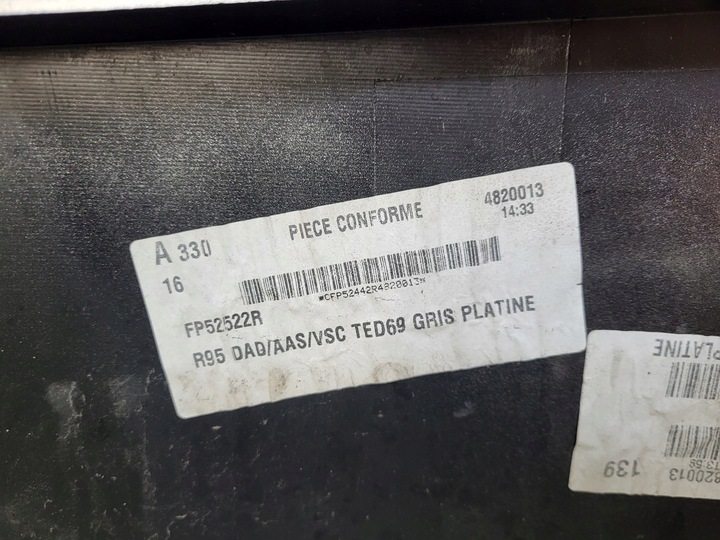 A 330
PIECE CONFORME
4820013
14:33
16
*CFP52442R4820013*
FP52522R
R95 DAD/AAS/VSC TED69 GRIS PLATINE
PLATINE
820013
139